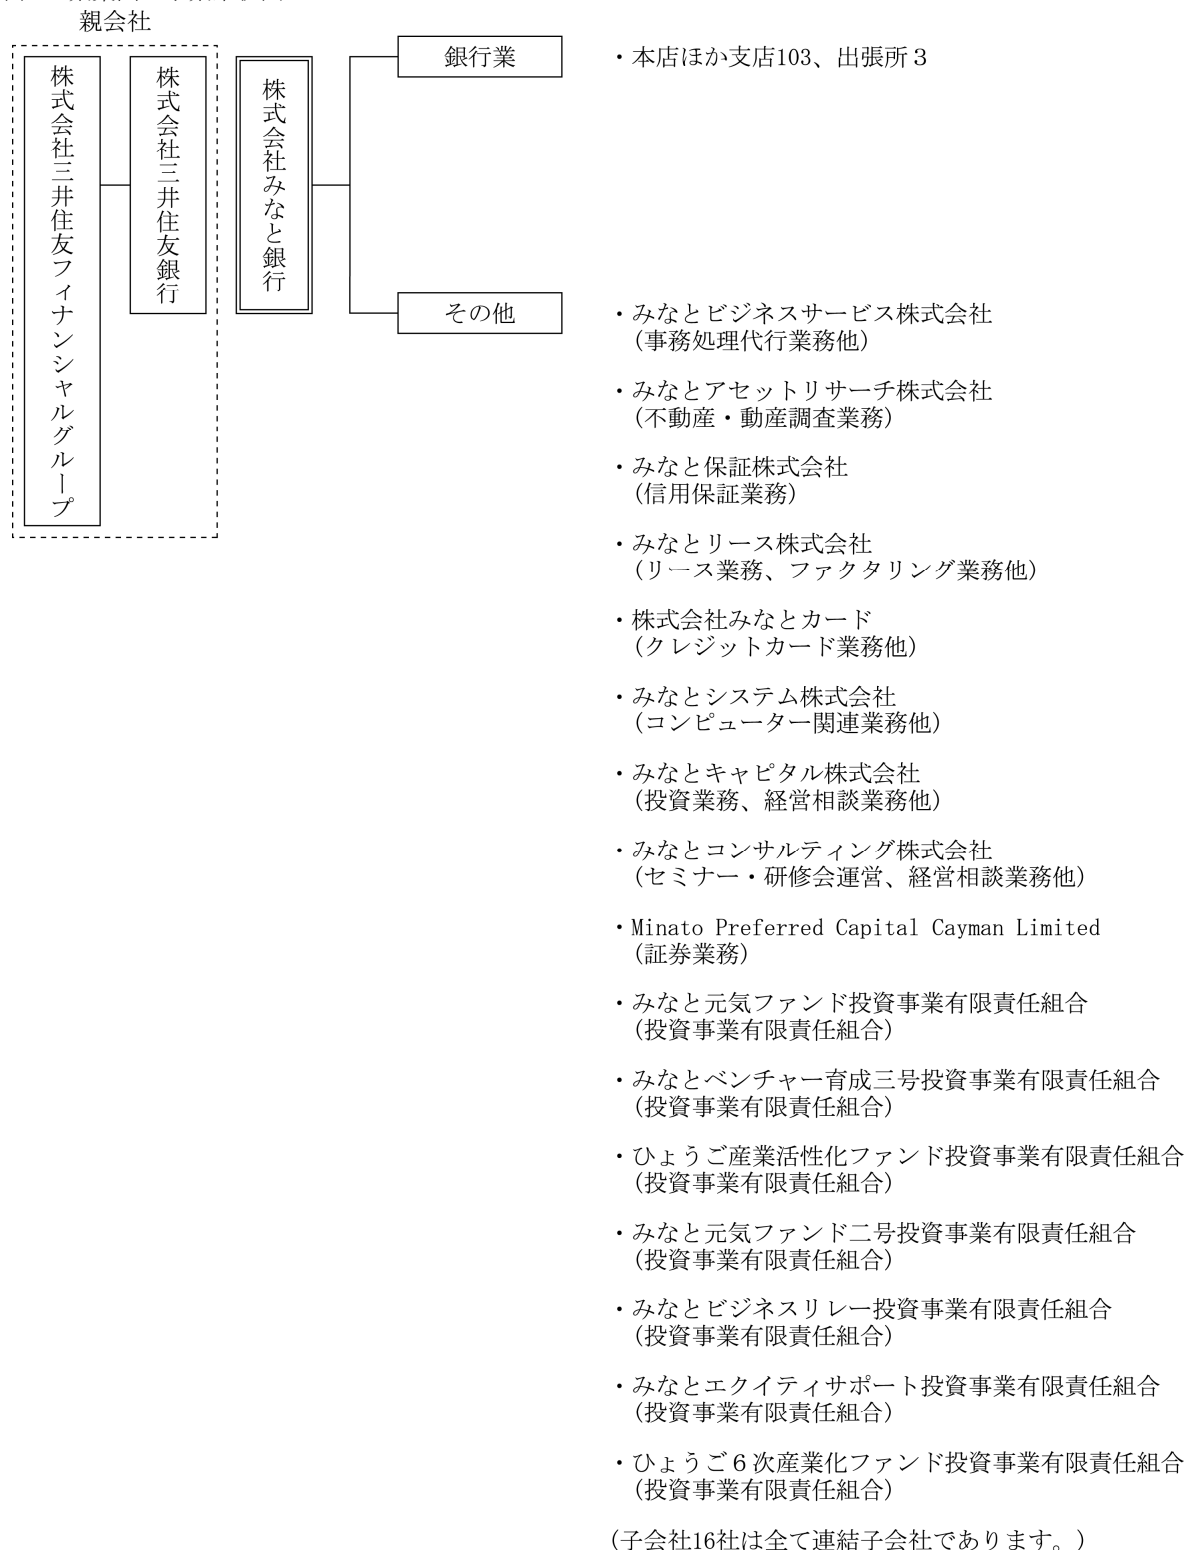 親会社
株式会社三井住友フィナンシャルグループ
株式会社三井住友銀行
株式会社みなと銀行
銀行業
・本店ほか支店103、出張所３
その他
・みなとビジネスサービス株式会社
(事務処理代行業務他)
・みなとアセットリサーチ株式会社
(不動産・動産調査業務)
・みなと保証株式会社
(信用保証業務)
・みなとリース株式会社
(リース業務、ファクタリング業務他)
・株式会社みなとカード
(クレジットカード業務他)
・みなとシステム株式会社
(コンピューター関連業務他)
・みなとキャピタル株式会社
(投資業務、経営相談業務他)
・みなとコンサルティング株式会社
(セミナー・研修会運営、経営相談業務他)
・Minato Preferred Capital Cayman Limited
(証券業務)
・みなと元気ファンド投資事業有限責任組合
(投資事業有限責任組合)
・みなとベンチャー育成三号投資事業有限責任組合
(投資事業有限責任組合)
・ひょうご産業活性化ファンド投資事業有限責任組合
(投資事業有限責任組合)
・みなと元気ファンド二号投資事業有限責任組合
(投資事業有限責任組合)
・みなとビジネスリレー投資事業有限責任組合
(投資事業有限責任組合)
・みなとエクイティサポート投資事業有限責任組合
(投資事業有限責任組合)
・ひょうご６次産業化ファンド投資事業有限責任組合
(投資事業有限責任組合)
(子会社16社は全て連結子会社であります。)